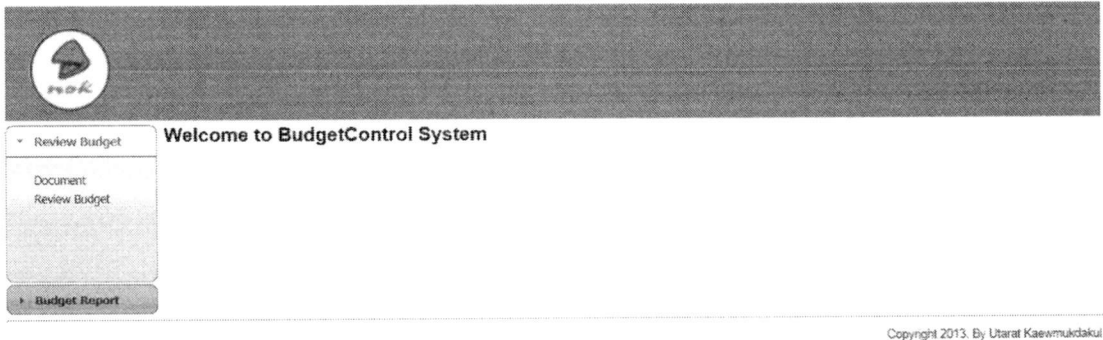 nok
Welcome to BudgetControl System
Review Budget
Document
Review Budget
Budget Report
Copyright 2013. By Utarat Kaewmukdakul